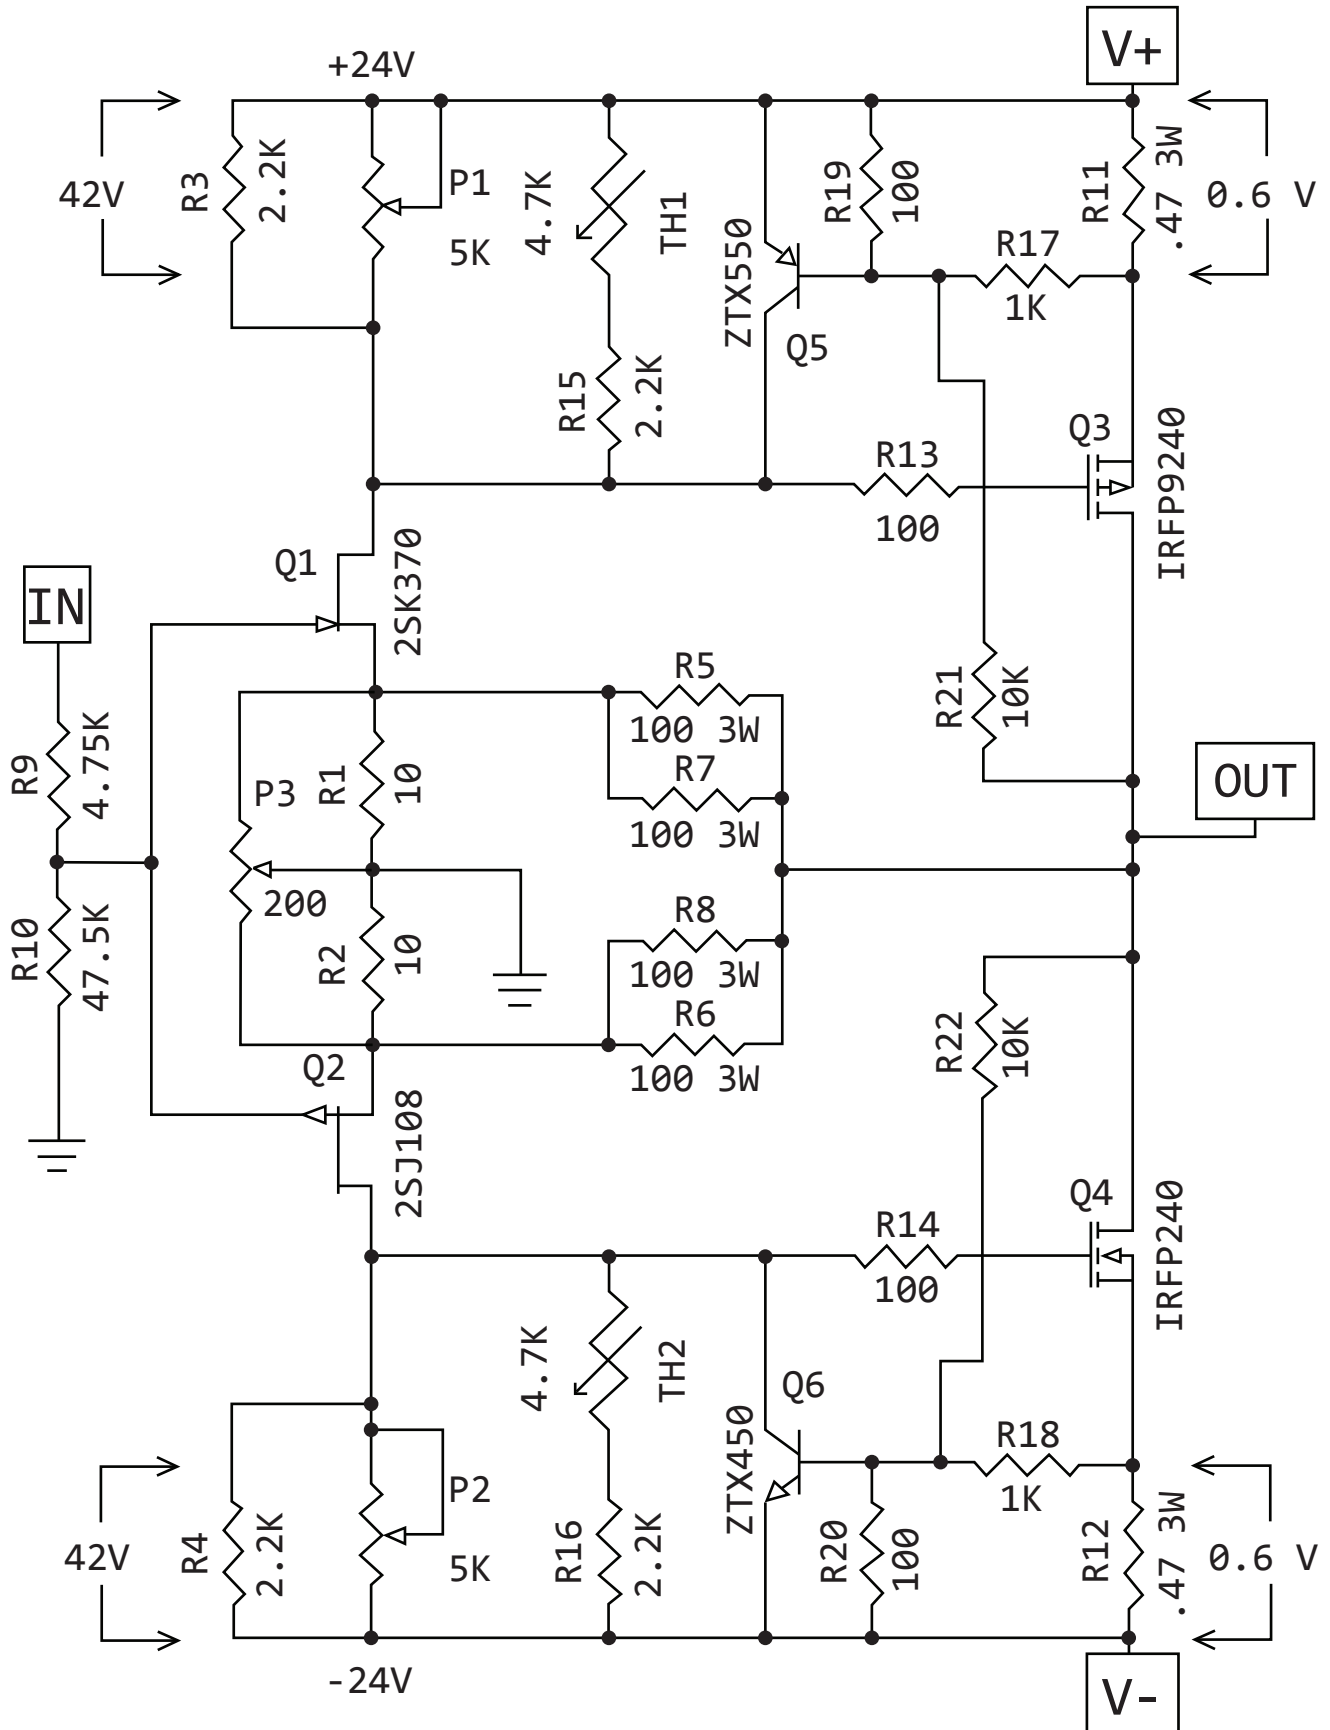 V+
+24V
42V
R3
2.2K
P1
5K
4.7K
TH1
R15
2.2K
ZTX550
Q5
R19
100
R17
1K
R11
.47 3W
0.6 V
Q3
IRFP9240
R13
100
Q1
2SK370
IN
R9
4.75K
R10
47.5K
P3
200
R1
10
R2
10
R5
100 3W
R7
100 3W
R8
100 3W
R6
100 3W
R21
10K
OUT
R22
10K
Q2
2SJ108
Q4
IRFP240
R14
100
4.7K
TH2
Q6
ZTX450
R18
1K
42V
R4
2.2K
P2
5K
R16
2.2K
R20
100
R12
.47 3W
0.6 V
-24V
V-